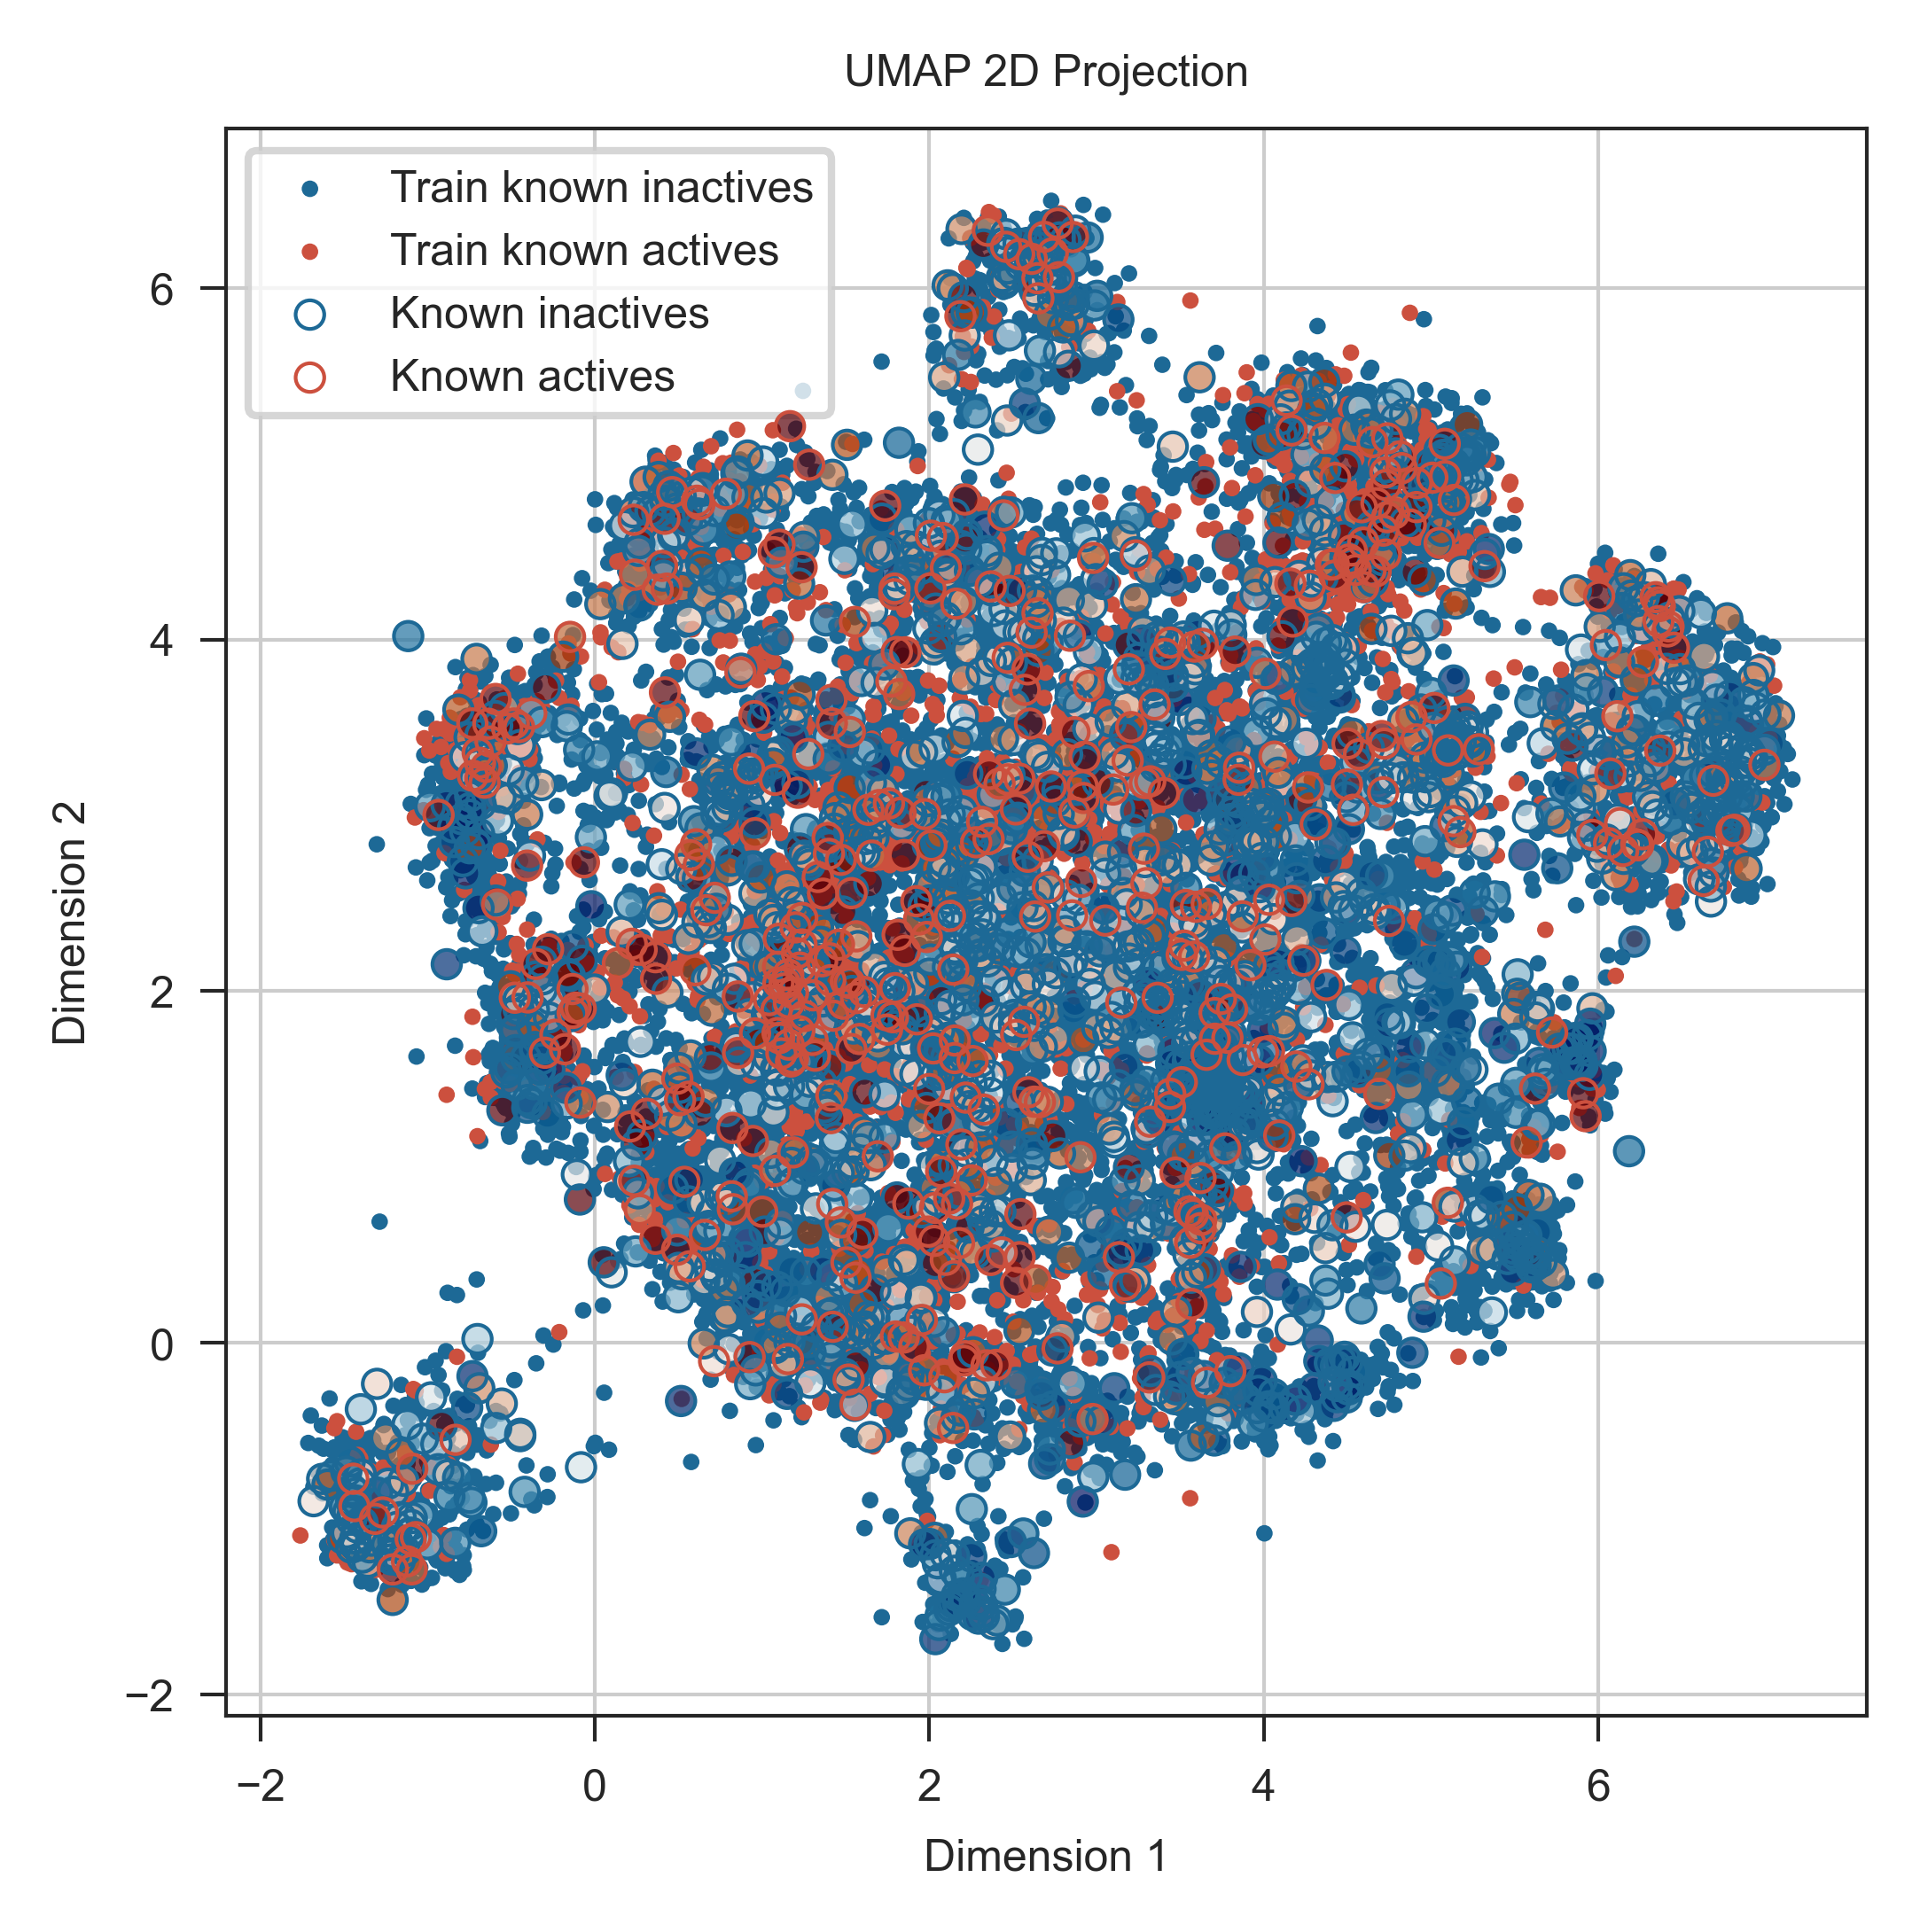 UMAP 2D Projection
Train known inactives
Train known actives
Known inactives
Known actives
6
4
2
0
−2
Dimension 2
−2
0
2
4
6
Dimension 1